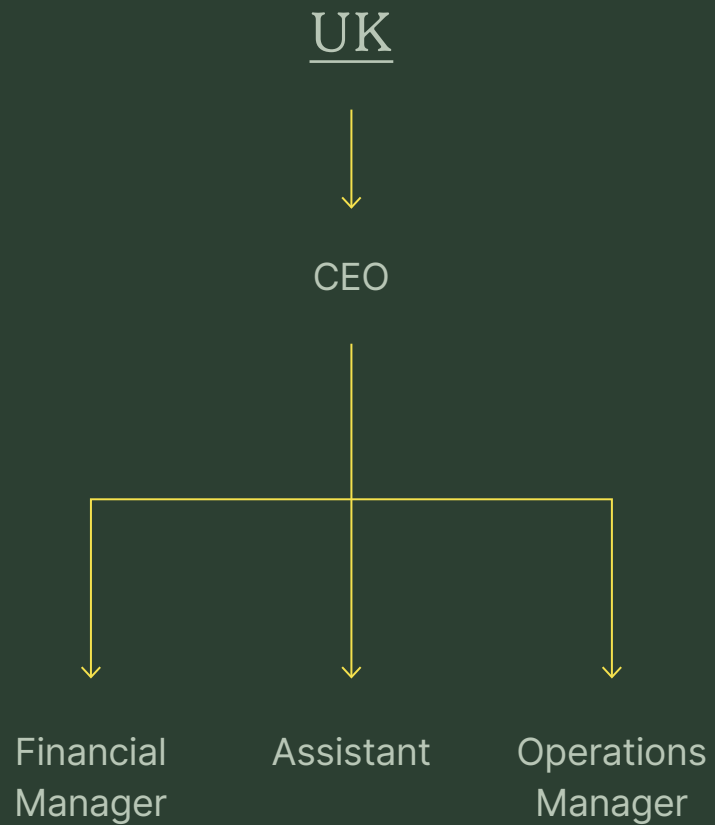 UK
CEO
Financial
Manager
Assistant
Operations
Manager